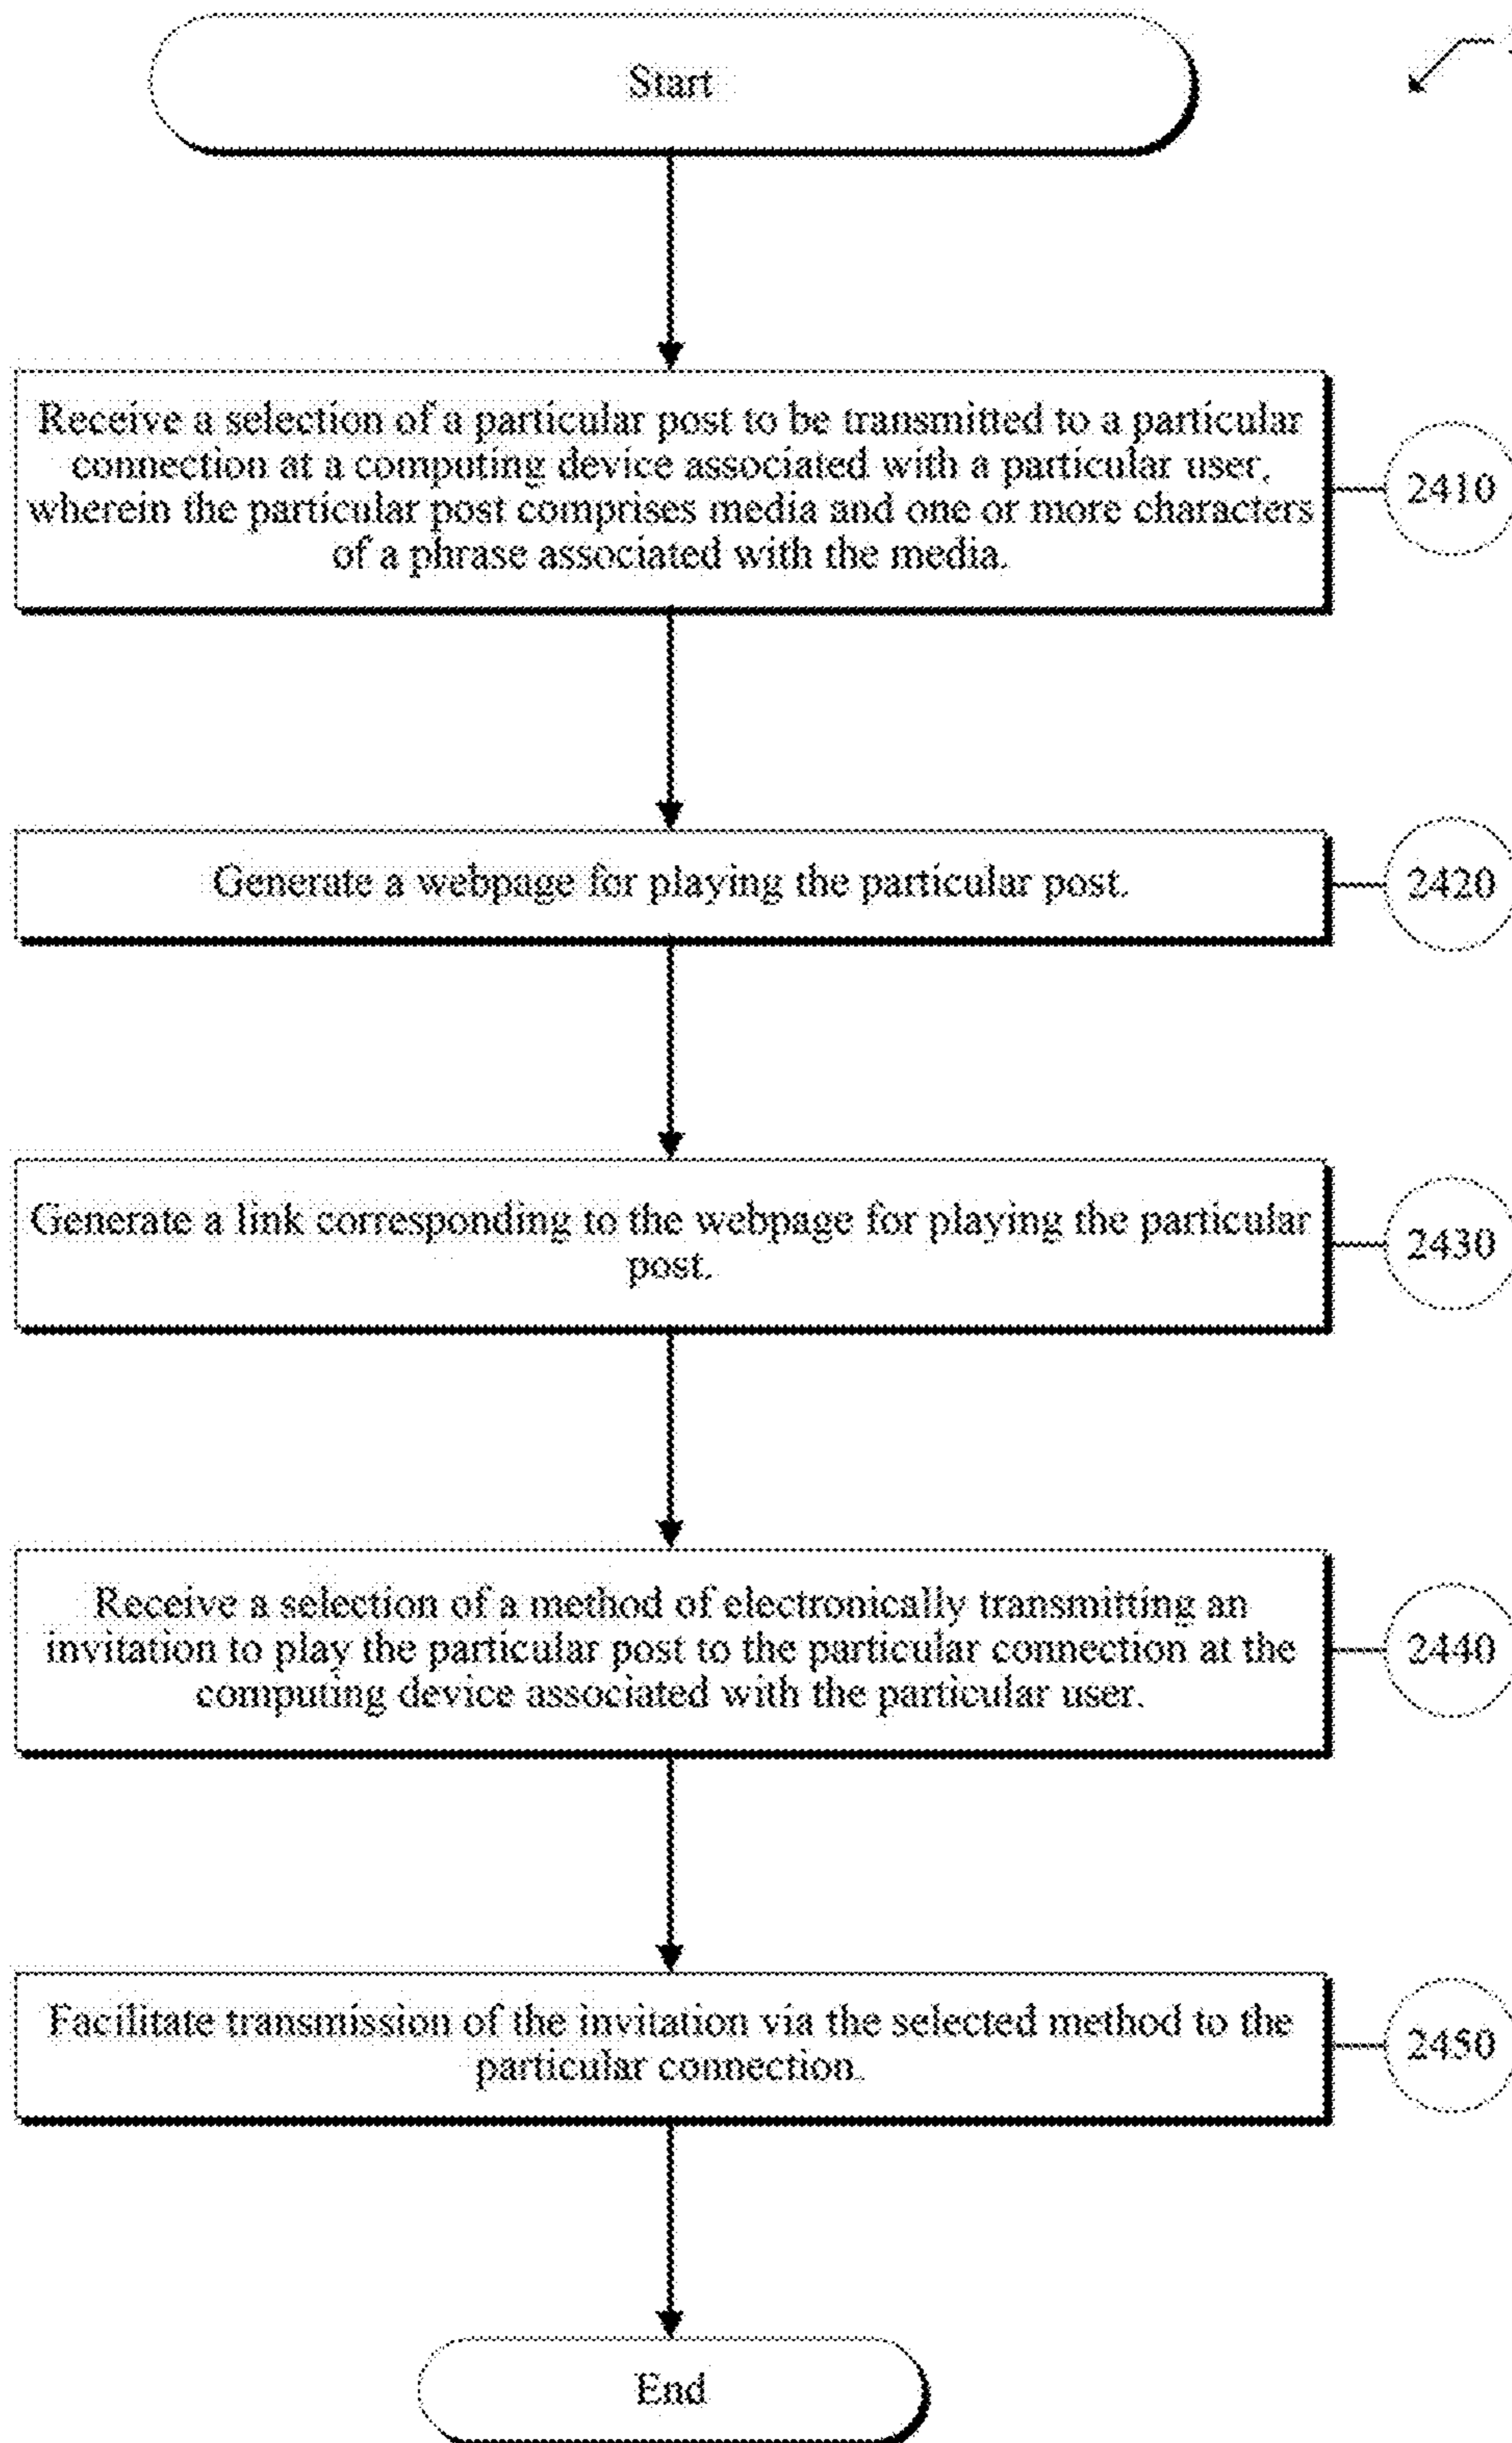 Start
Receive a selection of a particular post to be transmitted to a particular
connection at a computing device associated with a particular user,
wherein the particular post comprises media and one or more characters
of a phrase associated with the media.
2410
Generate a webpage for playing the particular post.
2420
Generate a link corresponding to the webpage for playing the particular
post.
2430
Receive a selection of a method of electronically transmitting an
invitation to play the particular post to the particular connection at the
computing device associated with the particular user.
2440
Facilitate transmission of the invitation via the selected method to the
particular connection.
2450
End